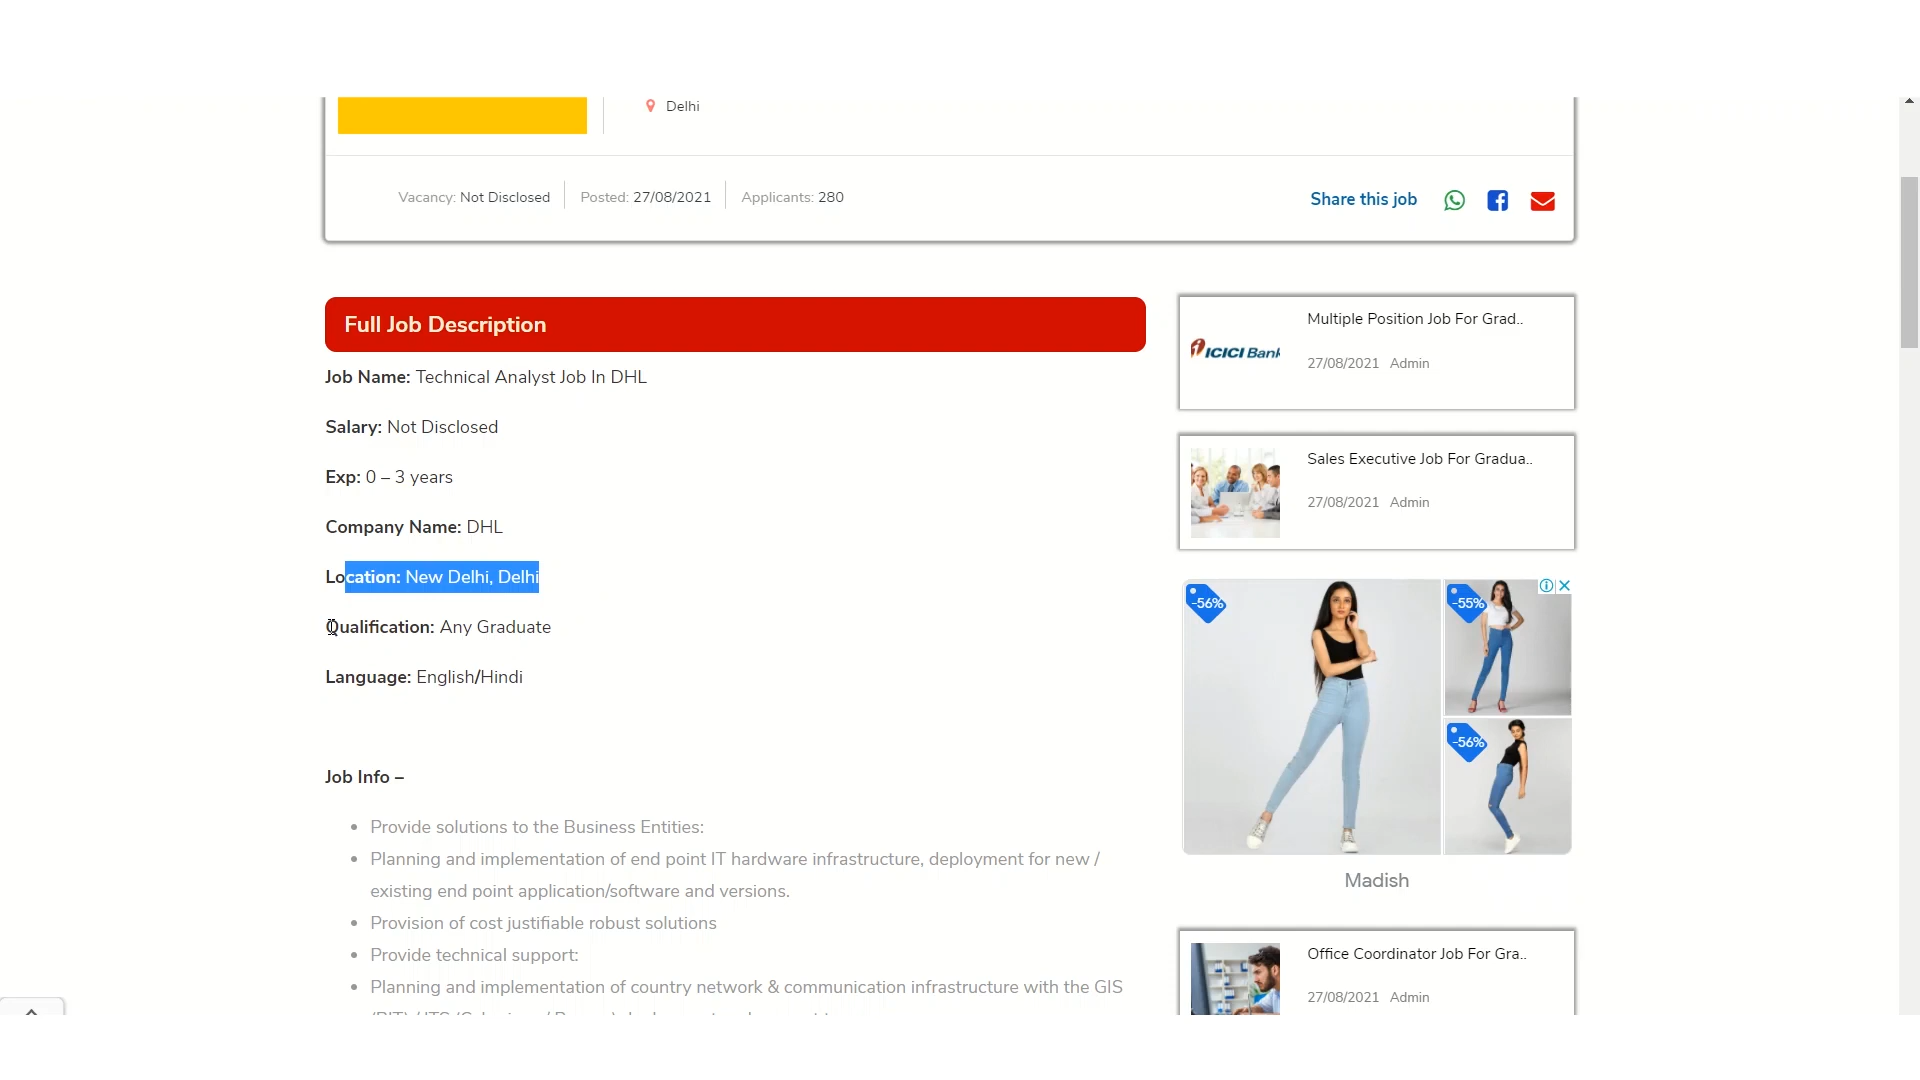 Delhi
Vacancy: Not Disclosed
Posted: 27/08/2021
Applicants: 280
Share this job
Full Job Description
Job Name: Technical Analyst Job In DHL
Salary: Not Disclosed
Exp: 0 – 3 years
Company Name: DHL
Location: New Delhi, Delhi
Qualification: Any Graduate
Language: English/Hindi
Job Info –
Provide solutions to the Business Entities:
Planning and implementation of end point IT hardware infrastructure, deployment for new /
existing end point application/software and versions.
Provision of cost justifiable robust solutions
Provide technical support:
Planning and implementation of country network & communication infrastructure with the GIS
Multiple Position Job For Grad..
27/08/2021 Admin
ICICI Bank
Sales Executive Job For Gradua..
27/08/2021 Admin
-56%
-55%
-56%
Madish
Office Coordinator Job For Gra..
27/08/2021 Admin